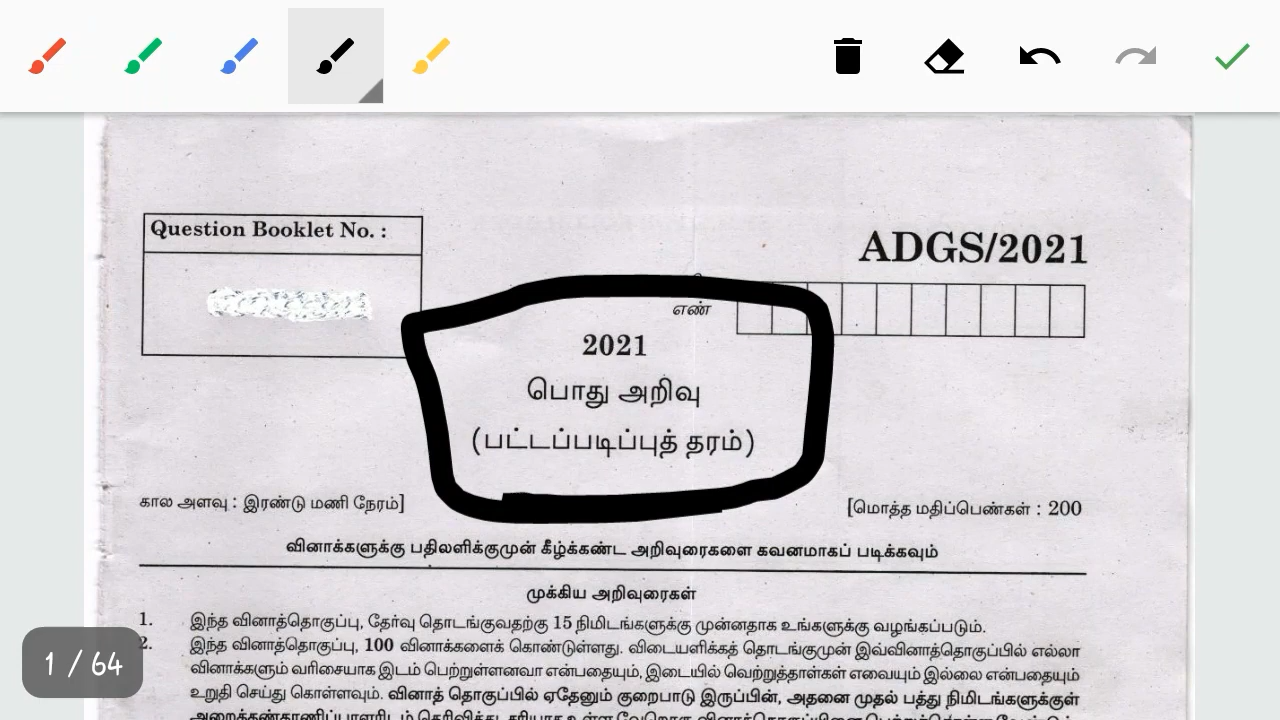 Question Booklet No. :
ADGS/2021
எண்
2021
பொது அறிவு
(பட்டப்படிப்புத் தரம்)
கால அளவு : இரண்டு மணி நேரம்]
[மொத்த மதிப்பெண்கள் : 200
வினாக்களுக்கு பதிலளிக்குமுன் கீழ்க்கண்ட அறிவுரைகளை கவனமாகப் படிக்கவும்
முக்கிய அறிவுரைகள்
1. இந்த வினாத்தொகுப்பு, தேர்வு தொடங்குவதற்கு 15 நிமிடங்களுக்கு முன்னதாக உங்களுக்கு வழங்கப்படும்.
2. இந்த வினாத்தொகுப்பு, 100 வினாக்களைக் கொண்டுள்ளது. விடையளிக்கத் தொடங்குமுன் இவ்வினாத்தொகுப்பில் எல்லா
வினாக்களும் வரிசையாக இடம் பெற்றுள்ளனவா என்பதையும், இடையில் வெற்றுத்தாள்கள் எவையும் இல்லை என்பதையும்
உறுதி செய்து கொள்ளவும். வினாத் தொகுப்பில் ஏதேனும் குறைபாடு இருப்பின், அதனை முதல் பத்து நிமிடங்களுக்குள்
1 / 64